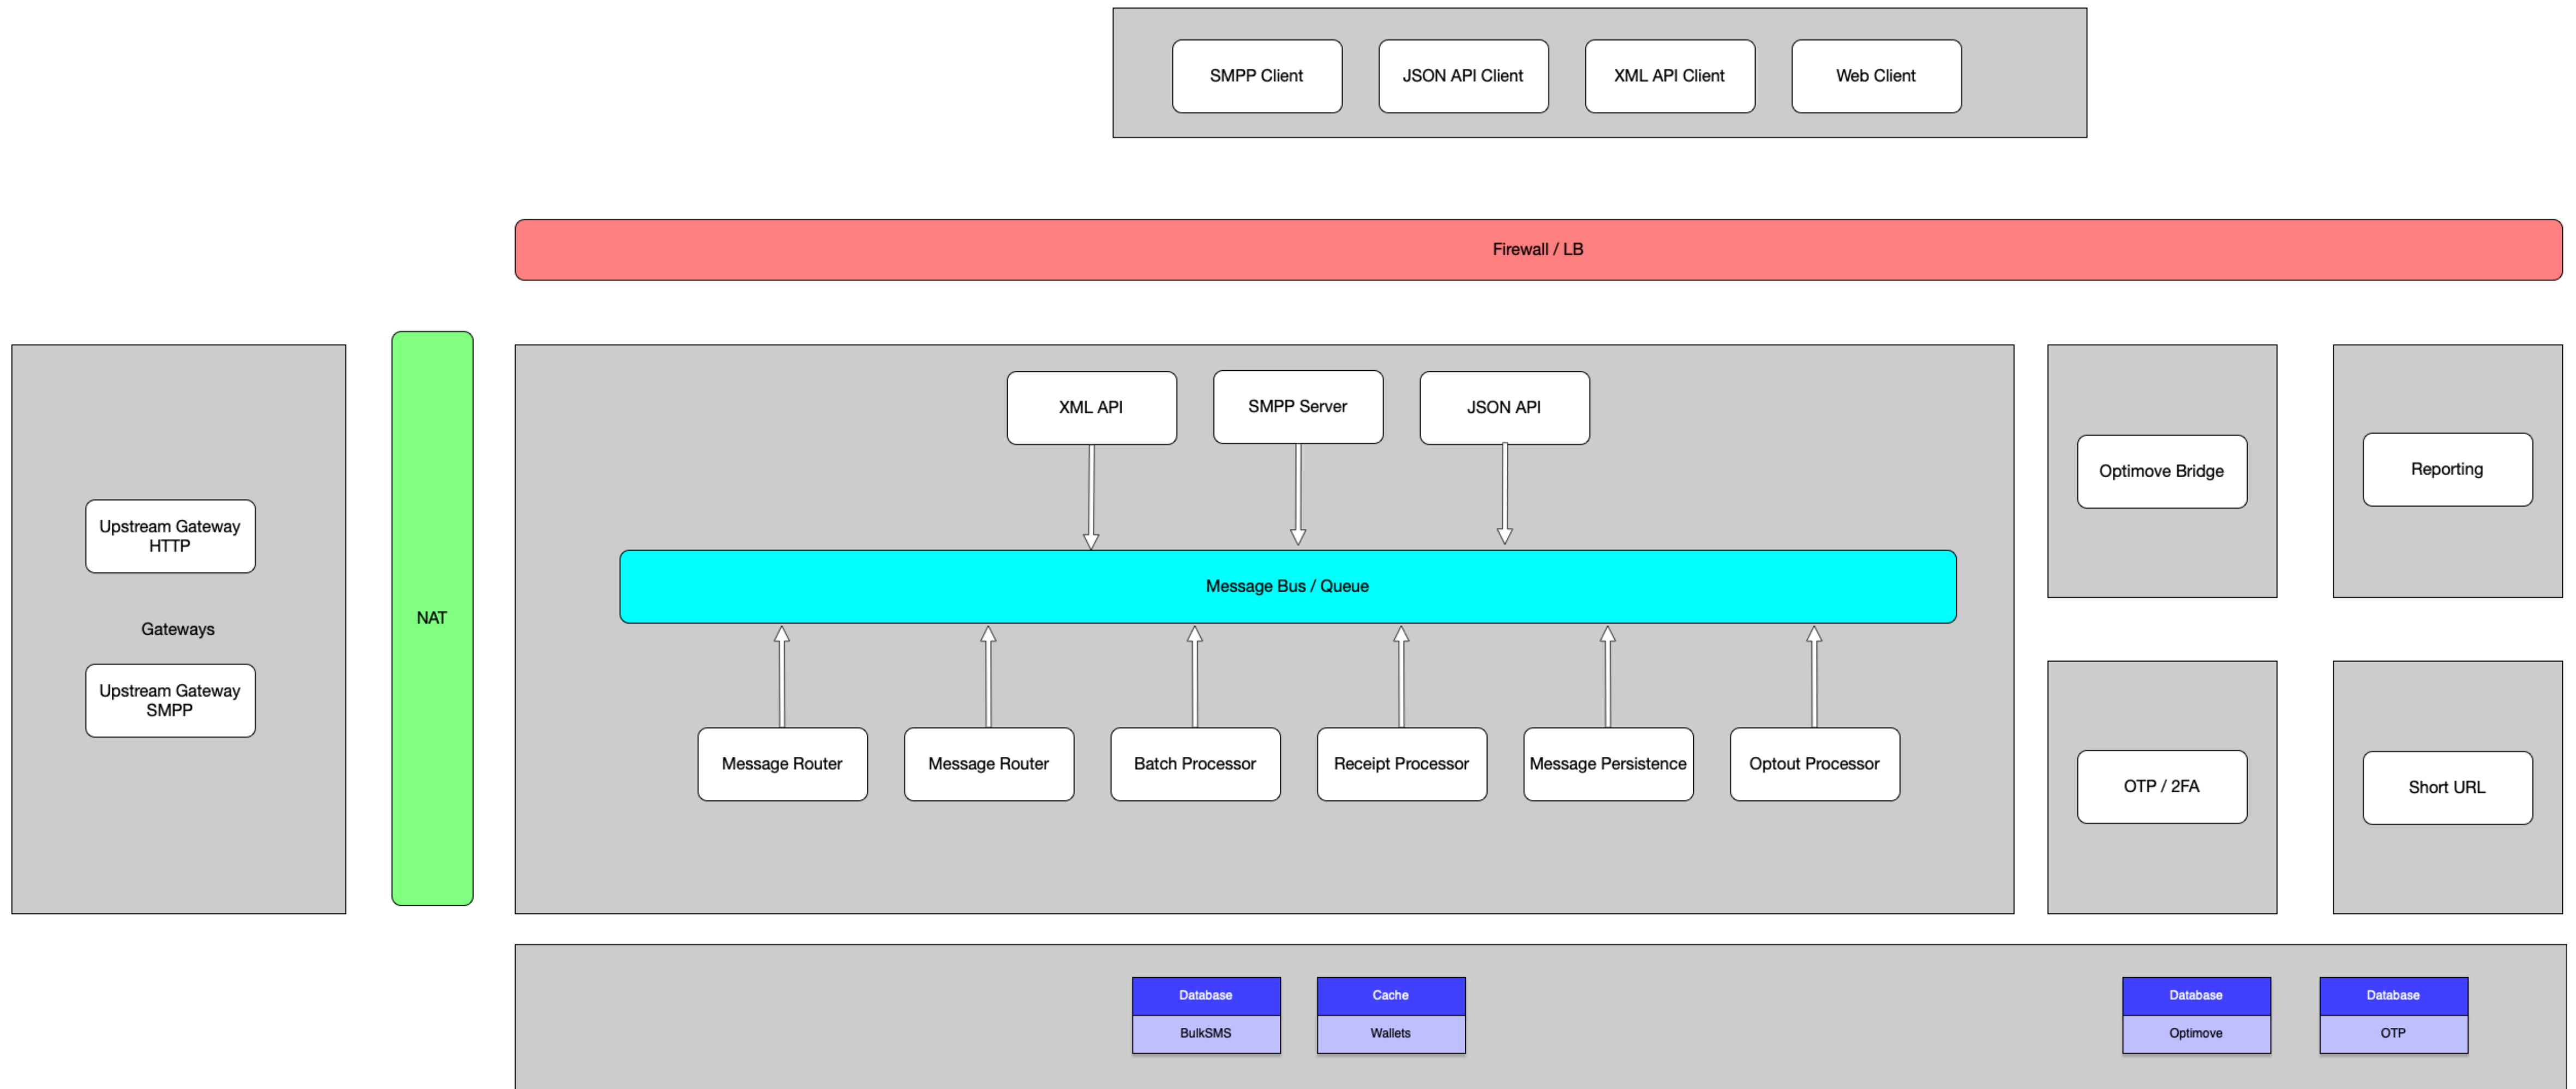 SMPP Client
JSON API Client
XML API Client
Web Client
Firewall / LB
Upstream Gateway
HTTP
Gateways
Upstream Gateway
SMPP
NAT
XML API
SMPP Server
JSON API
Message Bus / Queue
Message Router
Message Router
Batch Processor
Receipt Processor
Message Persistence
Optout Processor
Optimove Bridge
Reporting
OTP / 2FA
Short URL
Database
BulkSMS
Cache
Wallets
Database
Optimove
Database
OTP